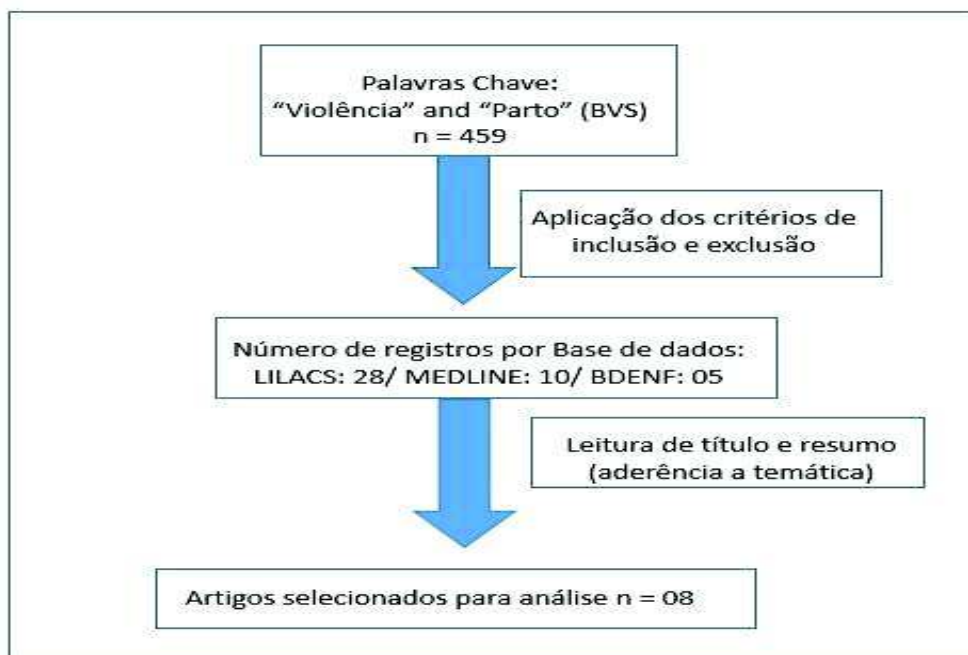 Palavras Chave:
“Violência” and “Parto” (BVS)
n = 459
Aplicação dos critérios de
inclusão e exclusão
Número de registros por Base de dados:
LILACS: 28/ MEDLINE: 10/ BDENF: 05
Leitura de título e resumo
(aderência a temática)
Artigos selecionados para análise n = 08